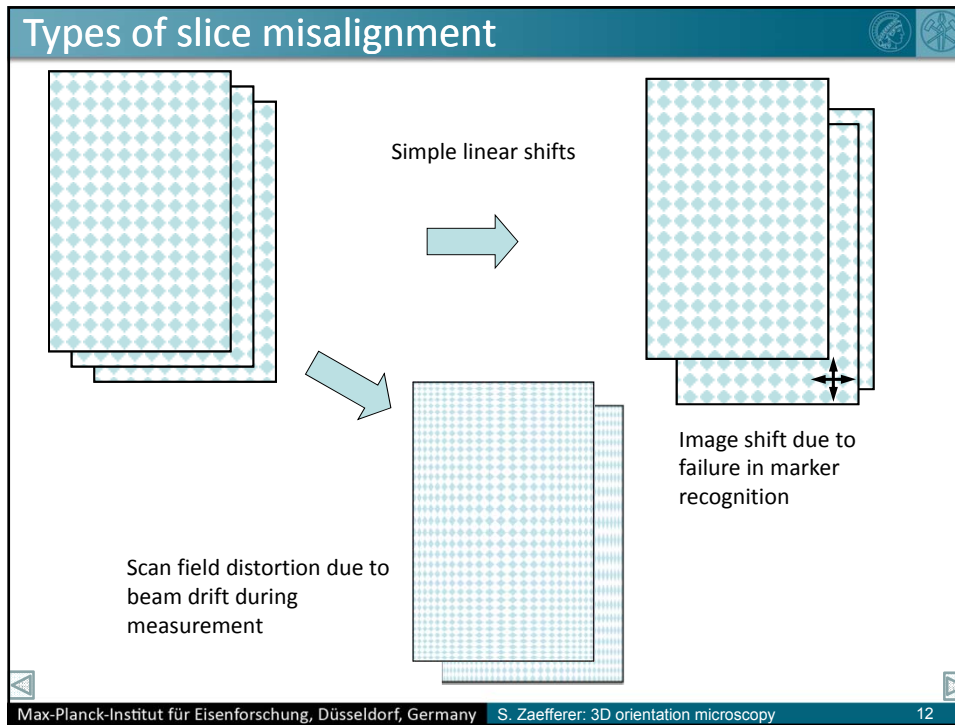 Types of slice misalignment
Simple linear shifts
Image shift due to
failure in marker
recognition
Scan field distortion due to
beam drift during
measurement
Max-Planck-Institut für Eisenforschung, Düsseldorf, Germany
S. Zaefferer: 3D orientation microscopy
12